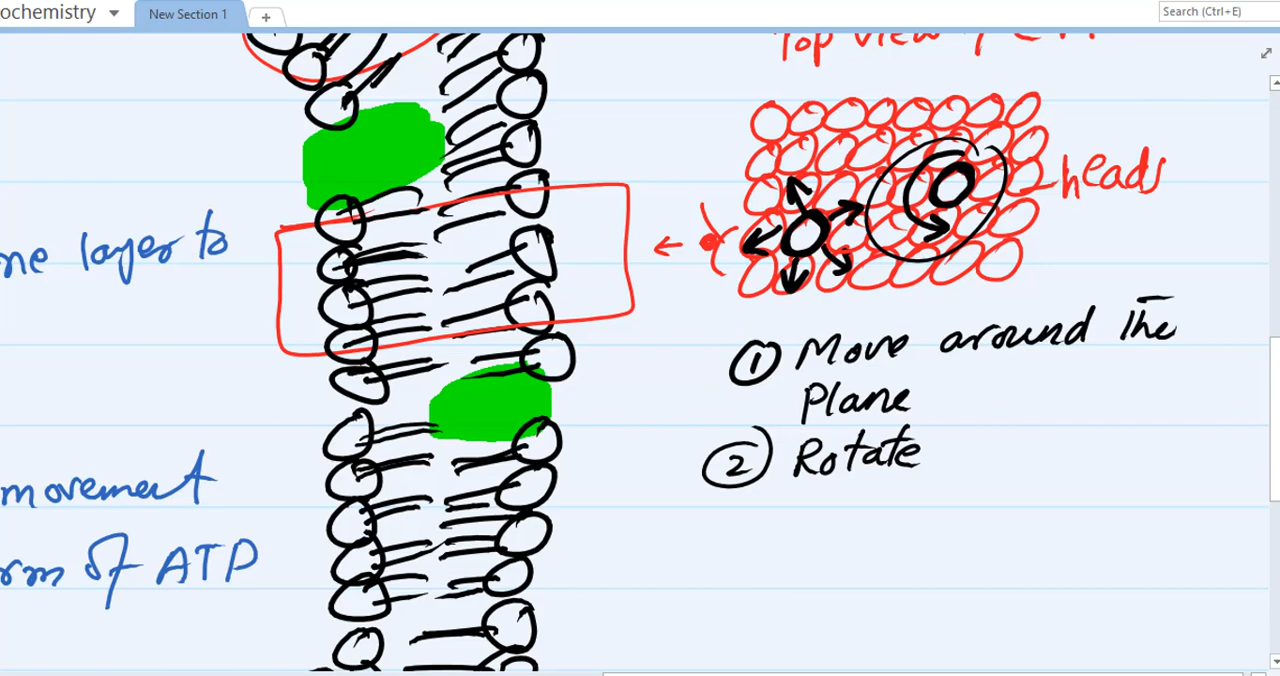 ochemistry
New Section 1
Search (Ctrl+E)
Top view of
heads
ne layer to
① Move around The
Plane
② Rotate
movement
rm of ATP